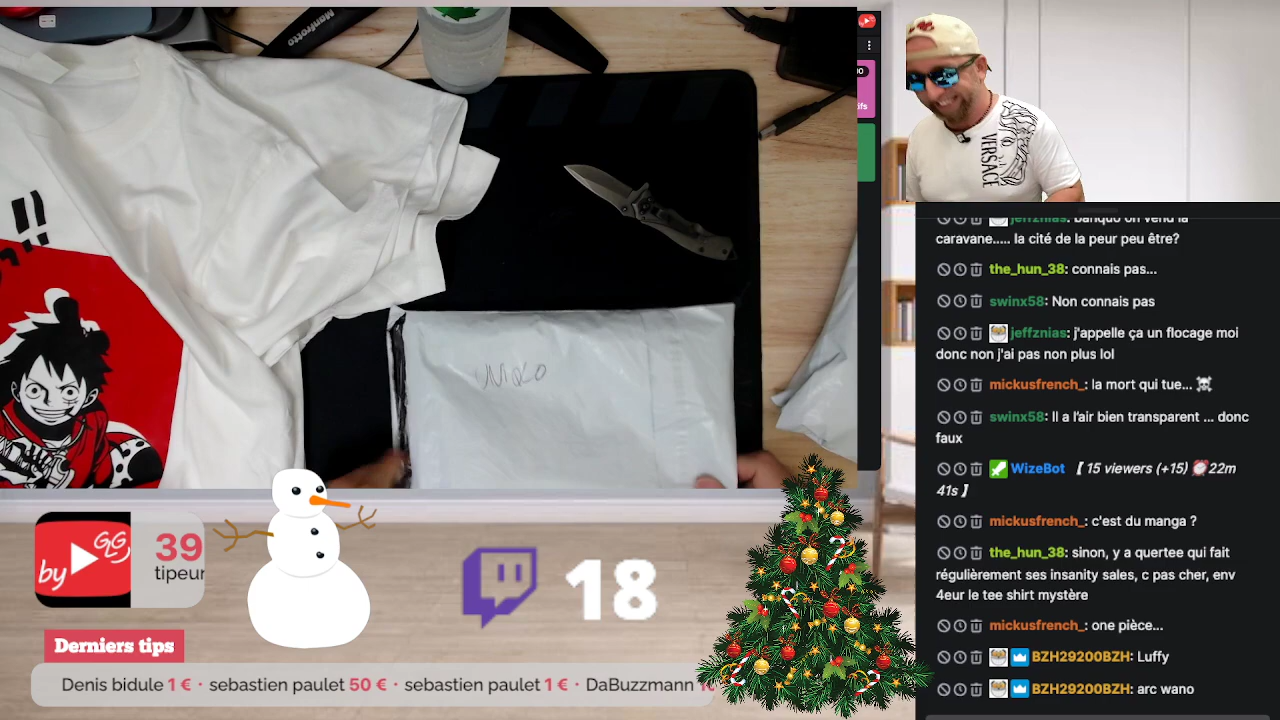 Manfrotto
!!
UNIQLO
VERSACE
jeffznias: banquo on vend la
caravane..... la cité de la peur peu être?
the_hun_38: connais pas...
swinx58: Non connais pas
jeffznias: j'appelle ça un flocage moi
donc non j'ai pas non plus lol
mickusfrench_: la mort qui tue... ☠
swinx58: Il a l'air bien transparent ... donc
faux
WizeBot 【 15 viewers (+15) ⏰22m
41s 】
mickusfrench_: c'est du manga ?
the_hun_38: sinon, y a quertee qui fait
régulièrement ses insanity sales, c pas cher, env
4eur le tee shirt mystère
mickusfrench_: one pièce...
BZH29200BZH: Luffy
BZH29200BZH: arc wano
by GLG
39
tipeur
18
Derniers tips
Denis bidule 1 € · sebastien paulet 50 € · sebastien paulet 1 € · DaBuzzmann